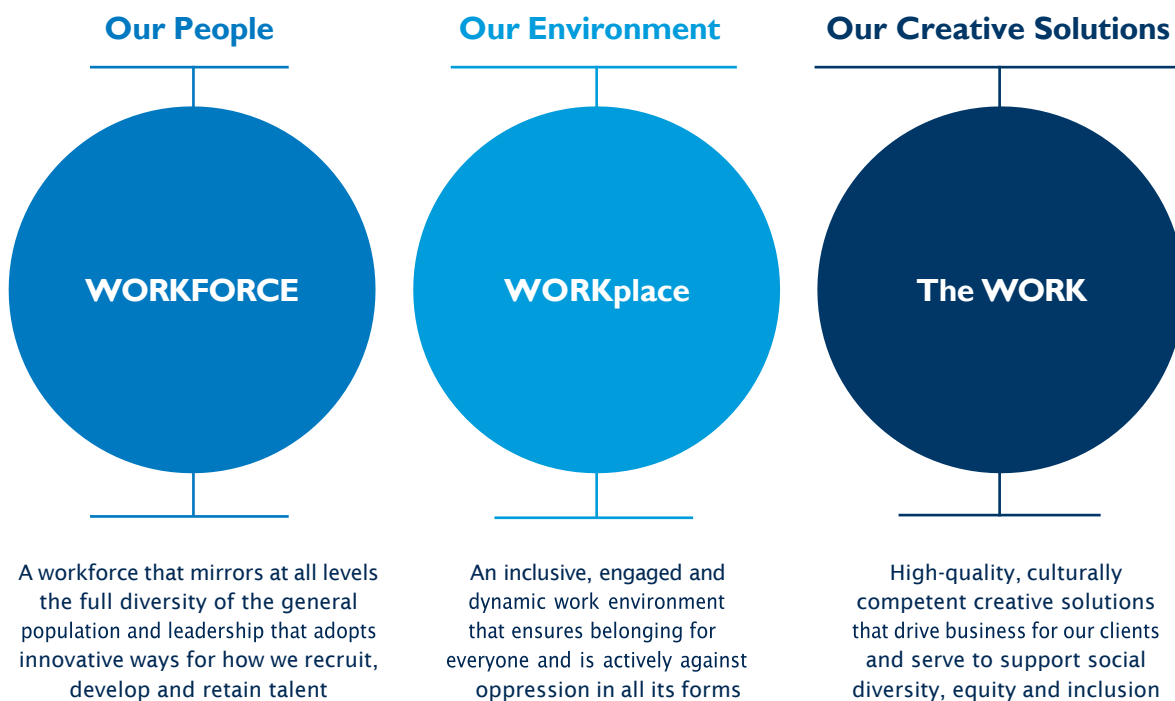 Our People
WORKFORCE
A workforce that mirrors at all levels
the full diversity of the general
population and leadership that adopts
innovative ways for how we recruit,
develop and retain talent
Our Environment
WORKplace
An inclusive, engaged and
dynamic work environment
that ensures belonging for
everyone and is actively against
oppression in all its forms
Our Creative Solutions
The WORK
High-quality, culturally
competent creative solutions
that drive business for our clients
and serve to support social
diversity, equity and inclusion